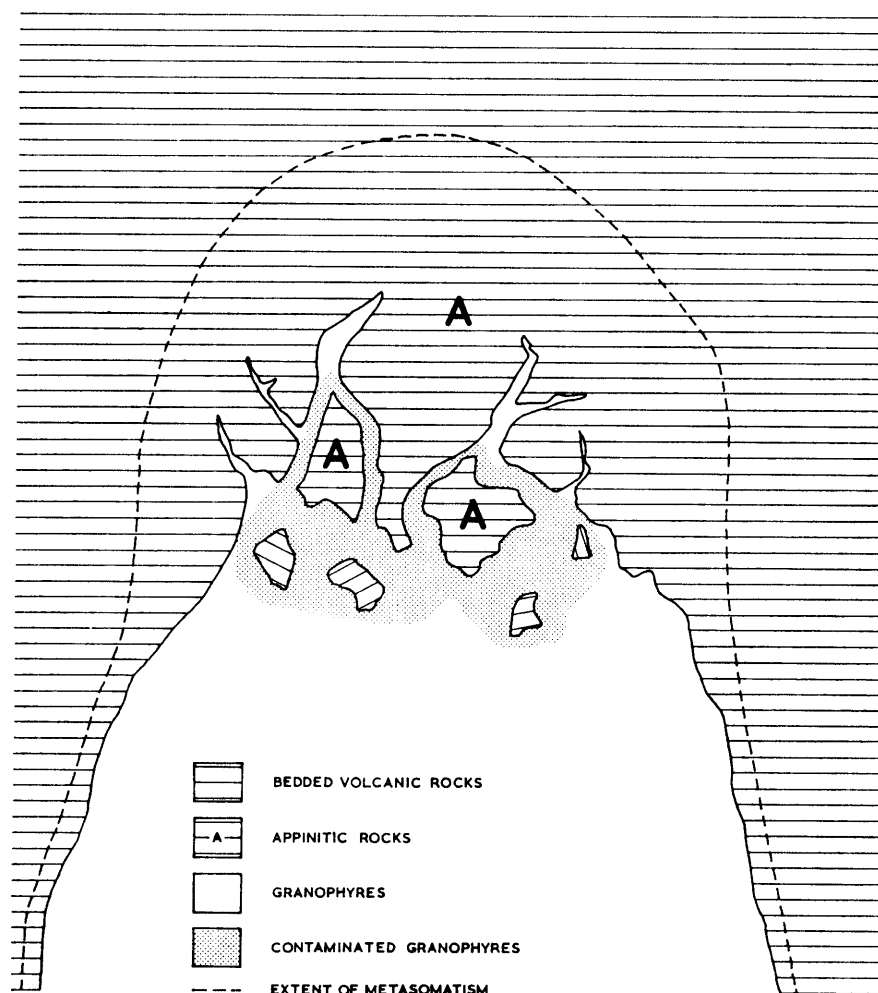 A
A
A
BEDDED VOLCANIC ROCKS
A APPINITIC ROCKS
GRANOPHYRES
CONTAMINATED GRANOPHYRES
EXTENT OF METASOMATISM